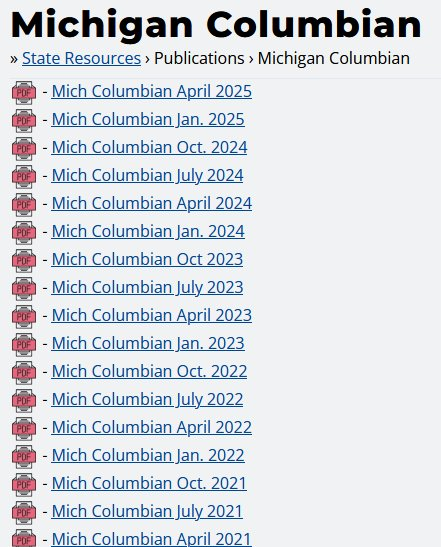 Michigan Columbian
» State Resources › Publications › Michigan Columbian
PDF - Mich Columbian April 2025
PDF - Mich Columbian Jan. 2025
PDF - Mich Columbian Oct. 2024
PDF - Mich Columbian July 2024
PDF - Mich Columbian April 2024
PDF - Mich Columbian Jan. 2024
PDF - Mich Columbian Oct 2023
PDF - Mich Columbian July 2023
PDF - Mich Columbian April 2023
PDF - Mich Columbian Jan. 2023
PDF - Mich Columbian Oct. 2022
PDF - Mich Columbian July 2022
PDF - Mich Columbian April 2022
PDF - Mich Columbian Jan. 2022
PDF - Mich Columbian Oct. 2021
PDF - Mich Columbian July 2021
PDF - Mich Columbian April 2021